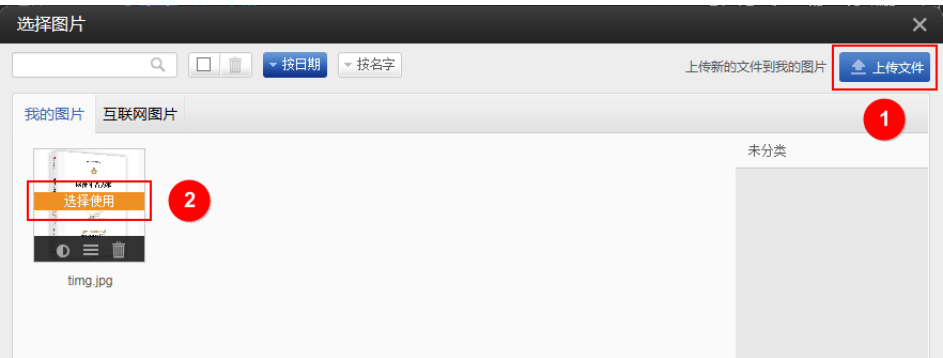 选择图片
按日期 按名字 上传新的文件到我的图片 上传文件
1
我的图片 互联网图片
未分类
选择使用 2
timg.jpg